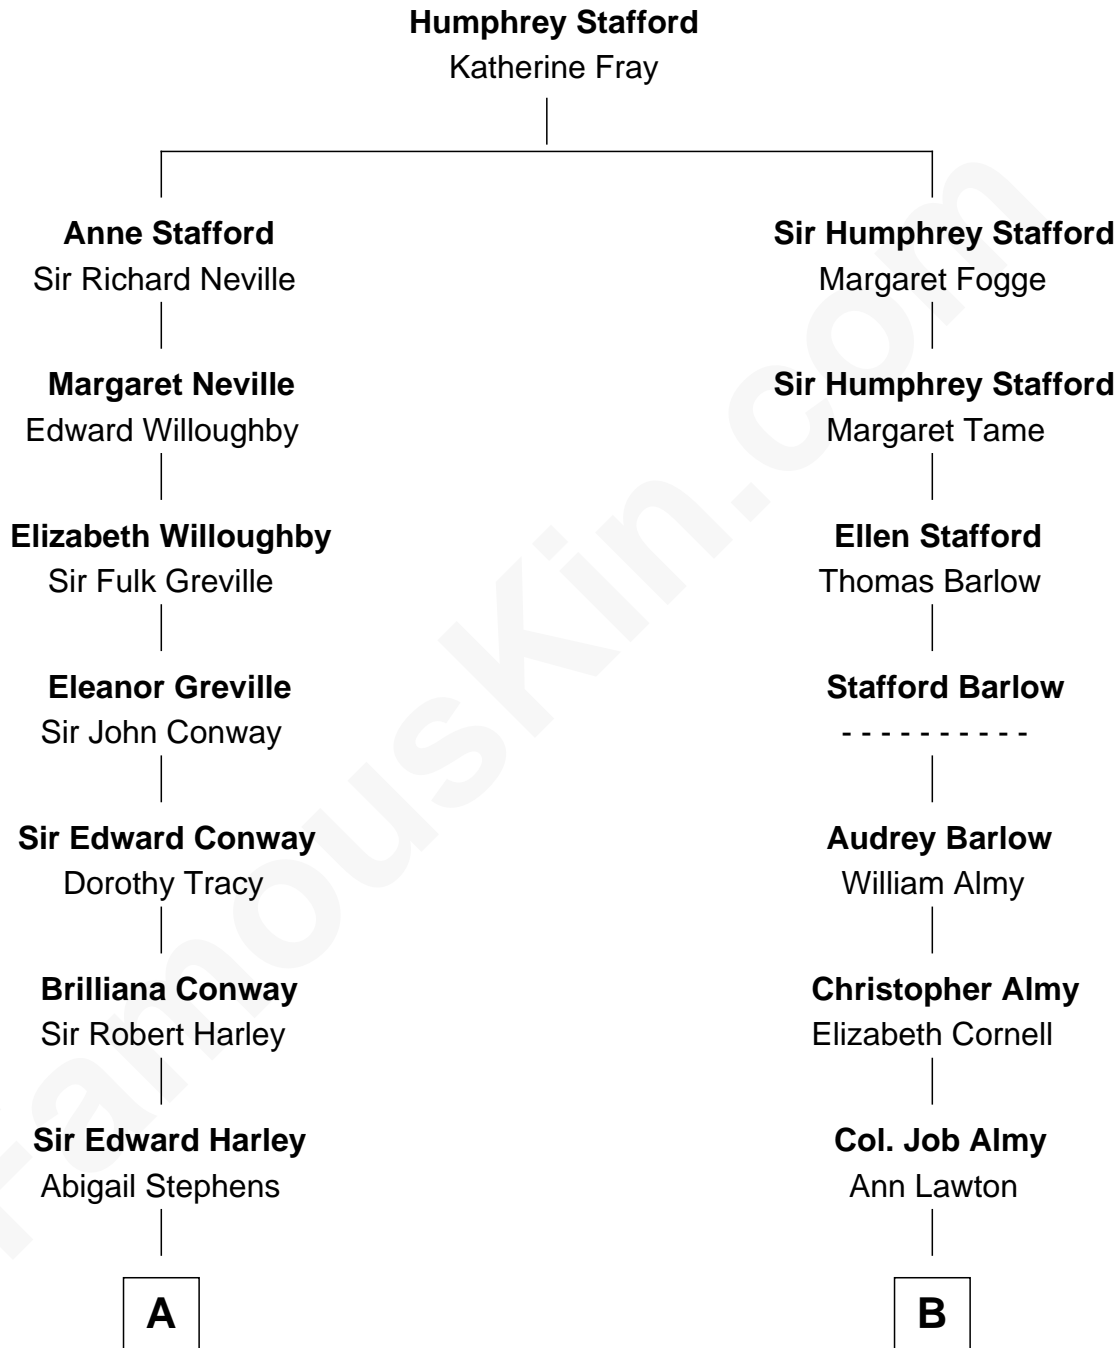 Humphrey Stafford
Katherine Fray
Anne Stafford
Sir Richard Neville
Sir Humphrey Stafford
Margaret Fogge
Margaret Neville
Edward Willoughby
Sir Humphrey Stafford
Margaret Tame
Elizabeth Willoughby
Sir Fulk Greville
Ellen Stafford
Thomas Barlow
Eleanor Greville
Sir John Conway
Stafford Barlow
- - - - - - - - - -
Sir Edward Conway
Dorothy Tracy
Audrey Barlow
William Almy
Brilliana Conway
Sir Robert Harley
Christopher Almy
Elizabeth Cornell
Sir Edward Harley
Abigail Stephens
Col. Job Almy
Ann Lawton
A
B
FamousKin.com